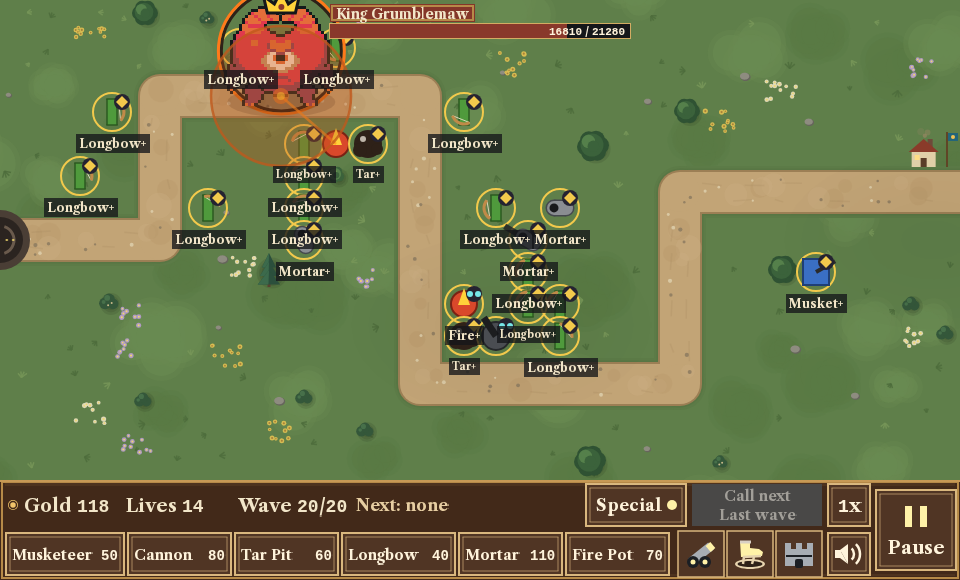 King Grumblemaw
16810 / 21280
Longbow+ Longbow+
Longbow+
Longbow+
Longbow+ Tar+
Longbow+
Longbow+
Longbow+
Longbow+
Longbow+ Mortar+
Mortar+
Mortar+
Longbow+
Musket+
Fire+
Longbow+
Tar+
Longbow+
Gold 118 Lives 14 Wave 20/20 Next: none
Special
Call next
Last wave
1x
Pause
Musketeer 50
Cannon 80
Tar Pit 60
Longbow 40
Mortar 110
Fire Pot 70